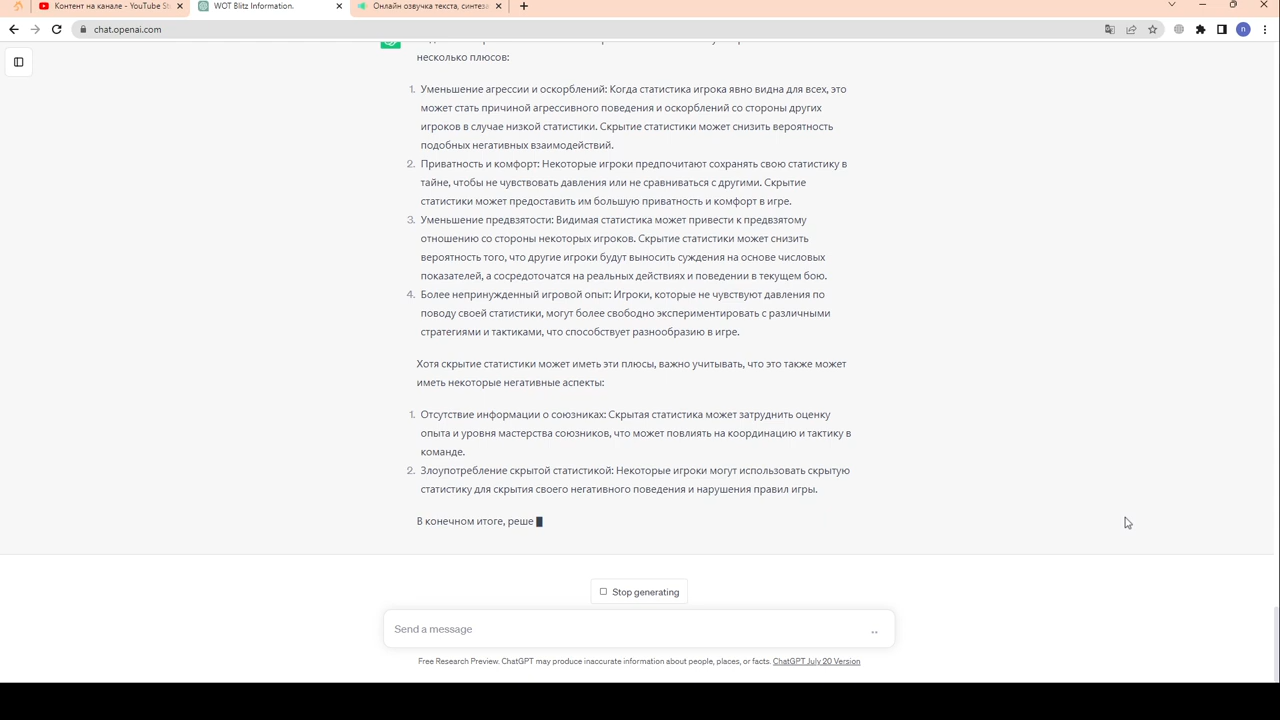 Контент на канале - YouTube St
WOT Blitz Information.
Онлайн озвучка текста, синтеза
chat.openai.com
n
несколько плюсов:
1. Уменьшение агрессии и оскорблений: Когда статистика игрока явно видна для всех, это
может стать причиной агрессивного поведения и оскорблений со стороны других
игроков в случае низкой статистики. Скрытие статистики может снизить вероятность
подобных негативных взаимодействий.
2. Приватность и комфорт: Некоторые игроки предпочитают сохранять свою статистику в
тайне, чтобы не чувствовать давления или не сравниваться с другими. Скрытие
статистики может предоставить им большую приватность и комфорт в игре.
3. Уменьшение предвзятости: Видимая статистика может привести к предвзятому
отношению со стороны некоторых игроков. Скрытие статистики может снизить
вероятность того, что другие игроки будут выносить суждения на основе числовых
показателей, а сосредоточатся на реальных действиях и поведении в текущем бою.
4. Более непринужденный игровой опыт: Игроки, которые не чувствуют давления по
поводу своей статистики, могут более свободно экспериментировать с различными
стратегиями и тактиками, что способствует разнообразию в игре.
Хотя скрытие статистики может иметь эти плюсы, важно учитывать, что это также может
иметь некоторые негативные аспекты:
1. Отсутствие информации о союзниках: Скрытая статистика может затруднить оценку
опыта и уровня мастерства союзников, что может повлиять на координацию и тактику в
команде.
2. Злоупотребление скрытой статистикой: Некоторые игроки могут использовать скрытую
статистику для скрытия своего негативного поведения и нарушения правил игры.
В конечном итоге, реше
Stop generating
Send a message
Free Research Preview. ChatGPT may produce inaccurate information about people, places, or facts. ChatGPT July 20 Version